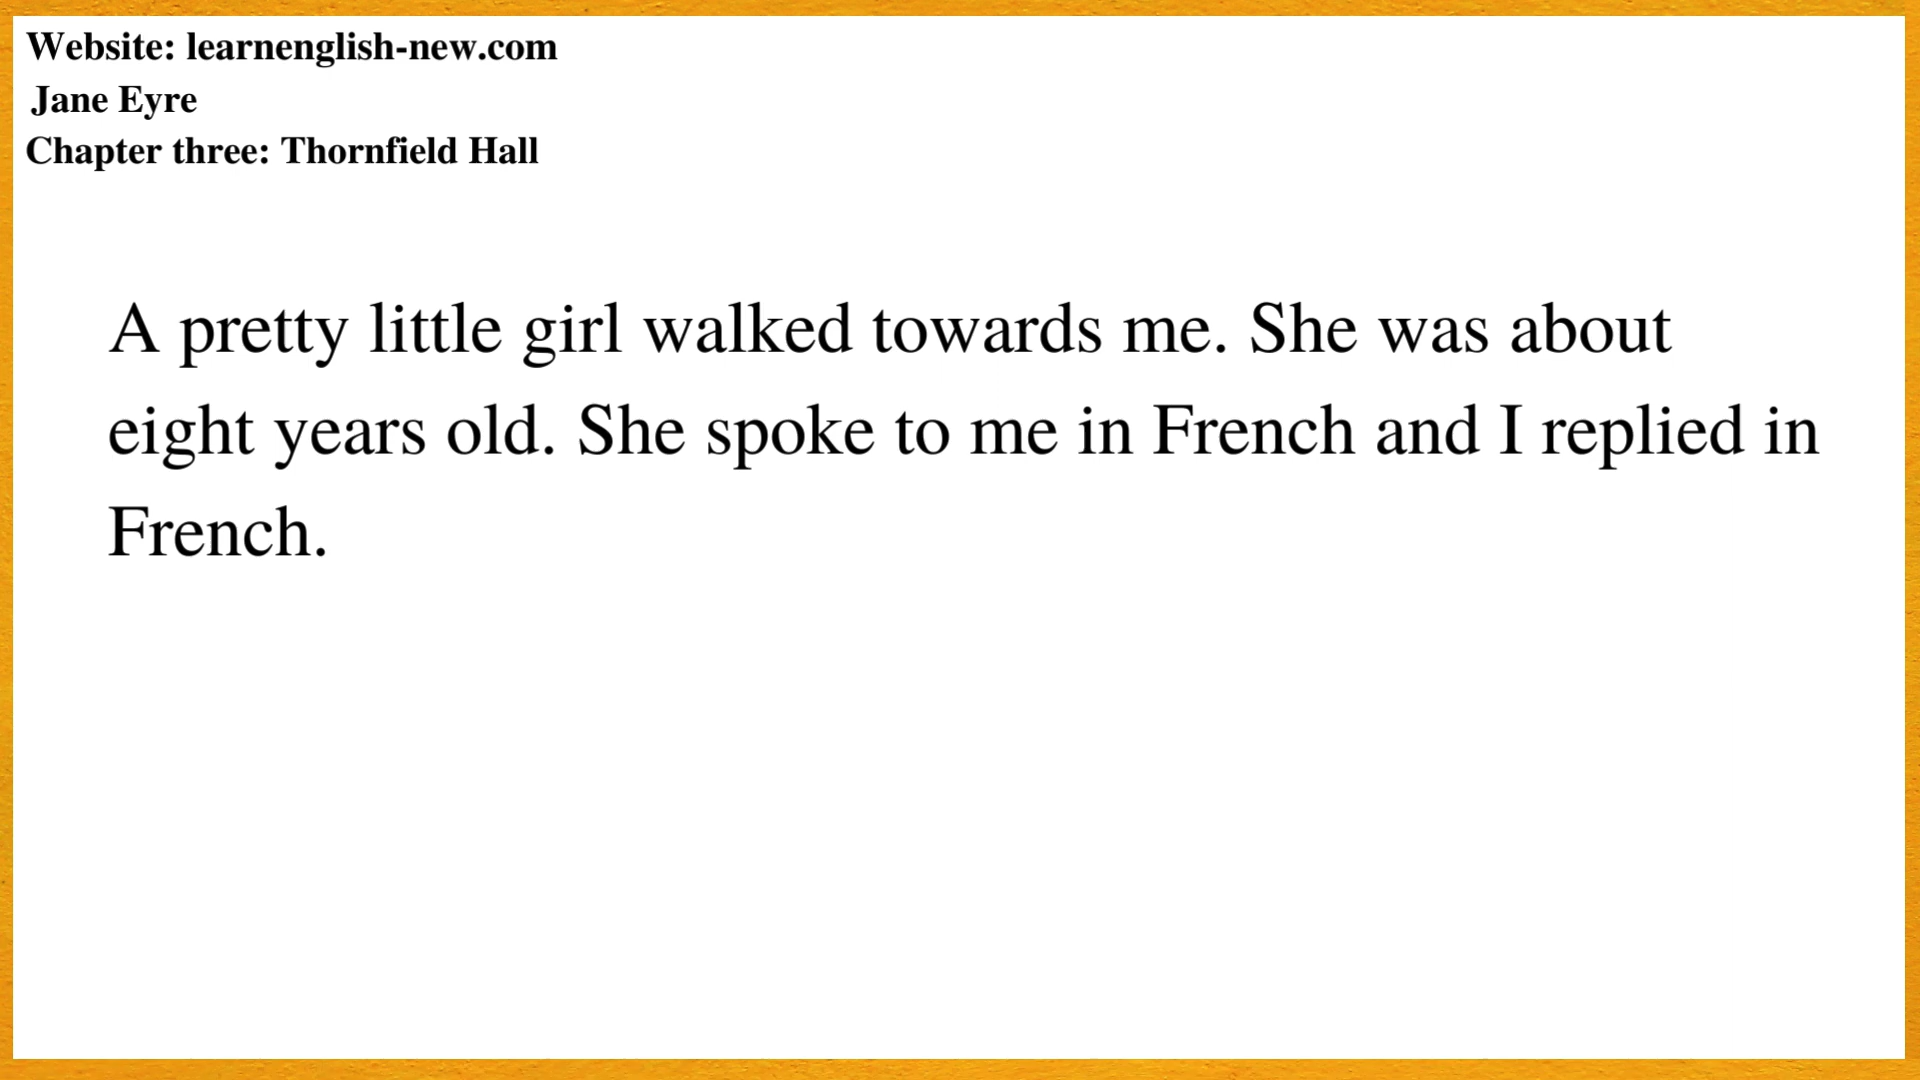 Website: learnenglish-new.com
Jane Eyre
Chapter three: Thornfield Hall
A pretty little girl walked towards me. She was about
eight years old. She spoke to me in French and I replied in
French.